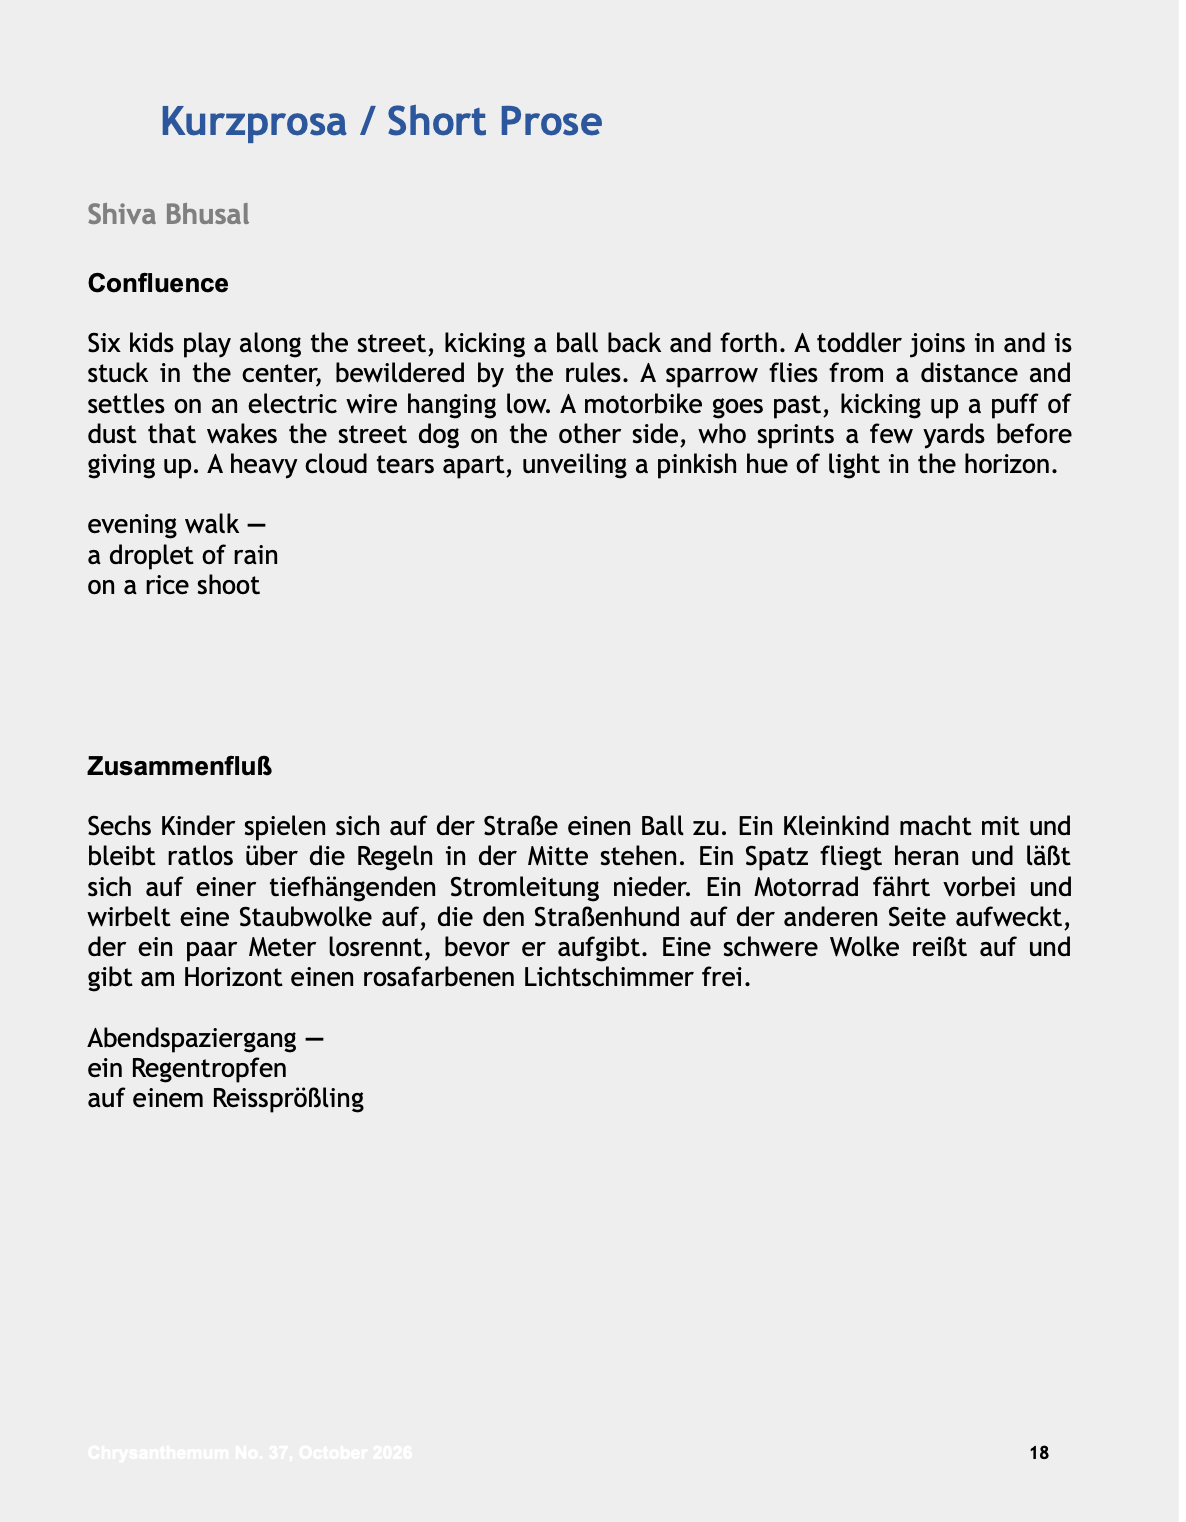 Kurzprosa / Short Prose
Shiva Bhusal
Confluence
Six kids play along the street, kicking a ball back and forth. A toddler joins in and is
stuck in the center, bewildered by the rules. A sparrow flies from a distance and
settles on an electric wire hanging low. A motorbike goes past, kicking up a puff of
dust that wakes the street dog on the other side, who sprints a few yards before
giving up. A heavy cloud tears apart, unveiling a pinkish hue of light in the horizon.
evening walk —
a droplet of rain
on a rice shoot
Zusammenfluß
Sechs Kinder spielen sich auf der Straße einen Ball zu. Ein Kleinkind macht mit und
bleibt ratlos über die Regeln in der Mitte stehen. Ein Spatz fliegt heran und läßt
sich auf einer tiefhängenden Stromleitung nieder. Ein Motorrad fährt vorbei und
wirbelt eine Staubwolke auf, die den Straßenhund auf der anderen Seite aufweckt,
der ein paar Meter losrennt, bevor er aufgibt. Eine schwere Wolke reißt auf und
gibt am Horizont einen rosafarbenen Lichtschimmer frei.
Abendspaziergang —
ein Regentropfen
auf einem Reissprößling
Chrysanthemum No. 37, October 2026 18